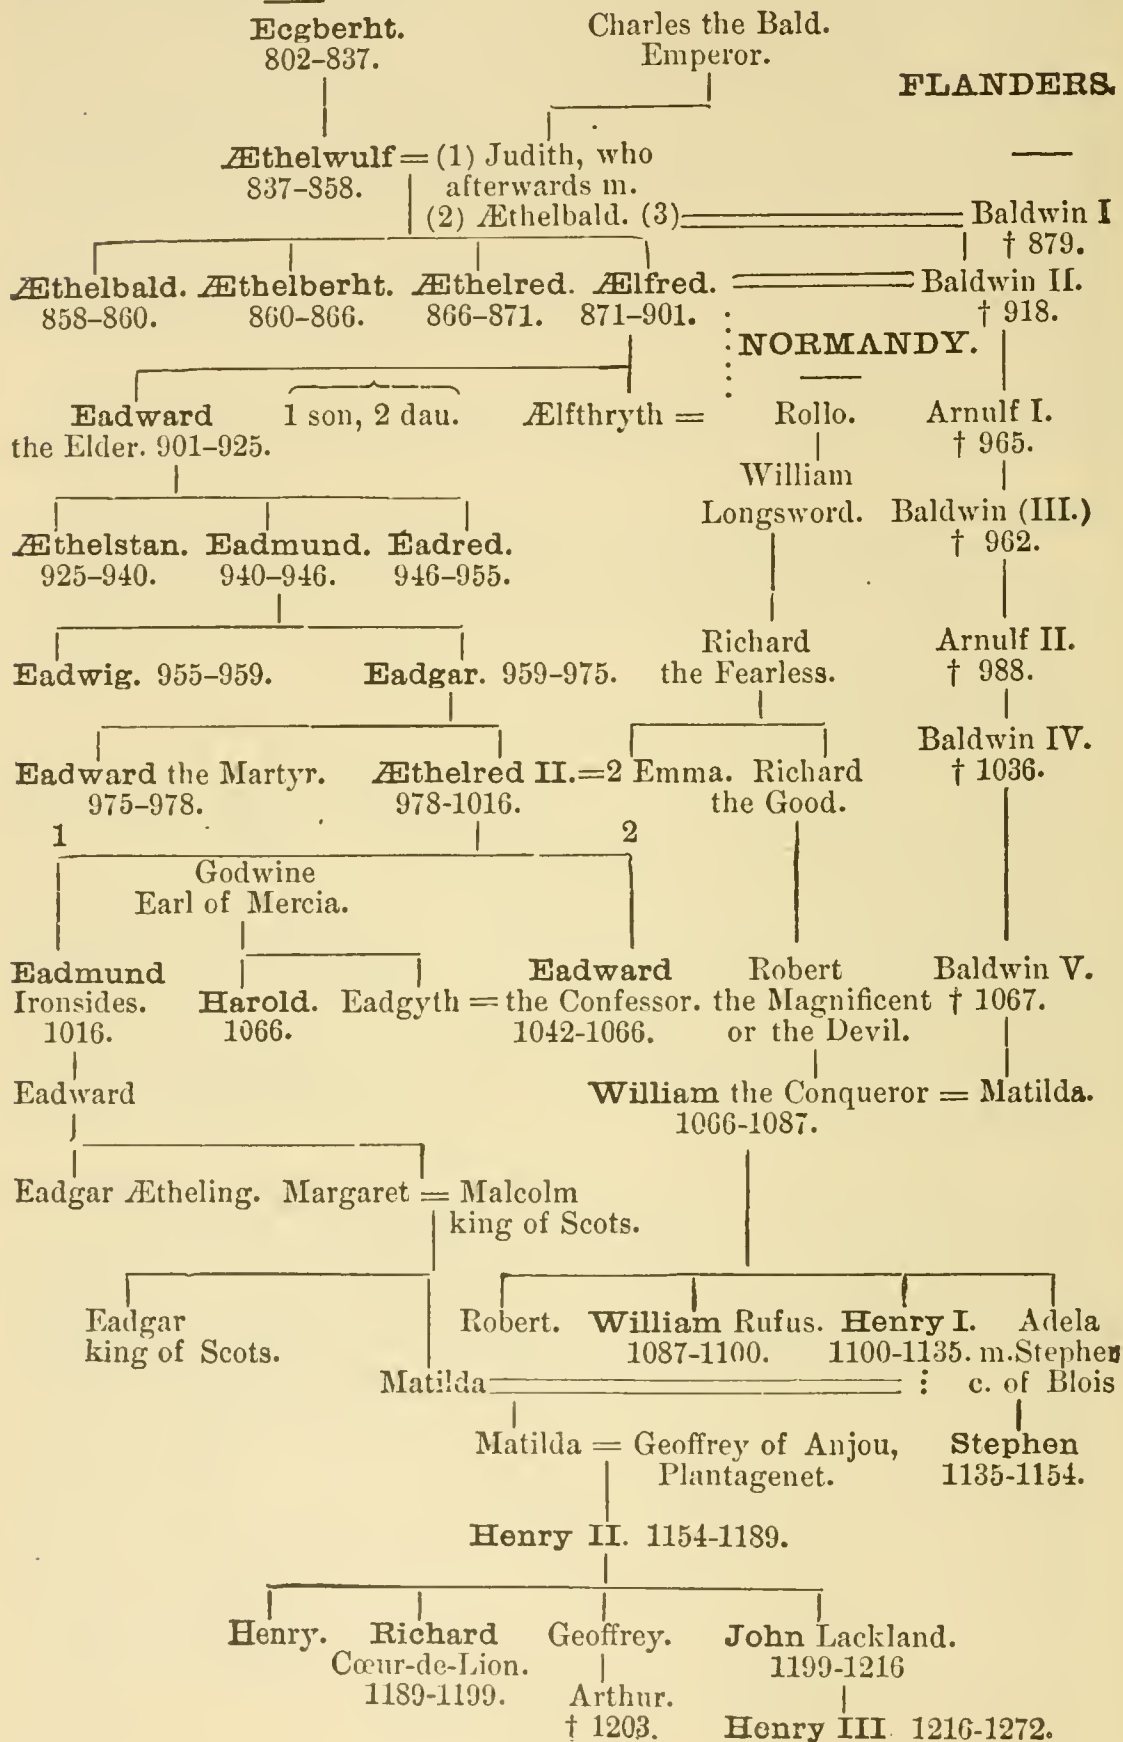 Ecgberht. Charles the Bald.
802–837. Emperor.
FLANDERS.
Æthelwulf = (1) Judith, who
837–858. afterwards m.
(2) Æthelbald. (3) Baldwin I
† 879.
Æthelbald. Æthelberht. Æthelred. Ælfred. Baldwin II.
858–860. 860–866. 866–871. 871–901. † 918.
NORMANDY.
Eadward 1 son, 2 dau. Ælfthryth = Rollo. Arnulf I.
the Elder. 901–925. † 965.
William
Longsword. Baldwin (III.)
Æthelstan. Eadmund. Éadred. † 962.
925–940. 940–946. 946–955.
Richard Arnulf II.
Eadwig. 955–959. Eadgar. 959–975. the Fearless. † 988.
Baldwin IV.
Eadward the Martyr. Æthelred II.=2 Emma. Richard † 1036.
975–978. 978-1016. the Good.
1 2
Godwine
Earl of Mercia.
Eadmund Eadward Robert Baldwin V.
Ironsides. Harold. Eadgyth = the Confessor. the Magnificent † 1067.
1016. 1066. 1042-1066. or the Devil.
Eadward William the Conqueror = Matilda.
1066-1087.
Eadgar Ætheling. Margaret = Malcolm
king of Scots.
Eadgar Robert. William Rufus. Henry I. Adela
king of Scots. 1087-1100. 1100-1135. m. Stephen
Matilda c. of Blois
Matilda = Geoffrey of Anjou, Stephen
Plantagenet. 1135-1154.
Henry II. 1154-1189.
Henry. Richard Geoffrey. John Lackland.
Cœur-de-Lion. 1199-1216
1189-1199. Arthur.
† 1203. Henry III. 1216-1272.